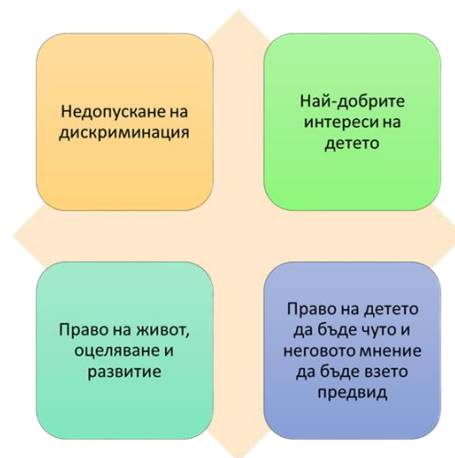 Недопускане на
дискриминация
Най-добрите
интереси на
детето
Право на живот,
оцеляване и
развитие
Право на детето
да бъде чуто и
неговото мнение
да бъде взето
предвид